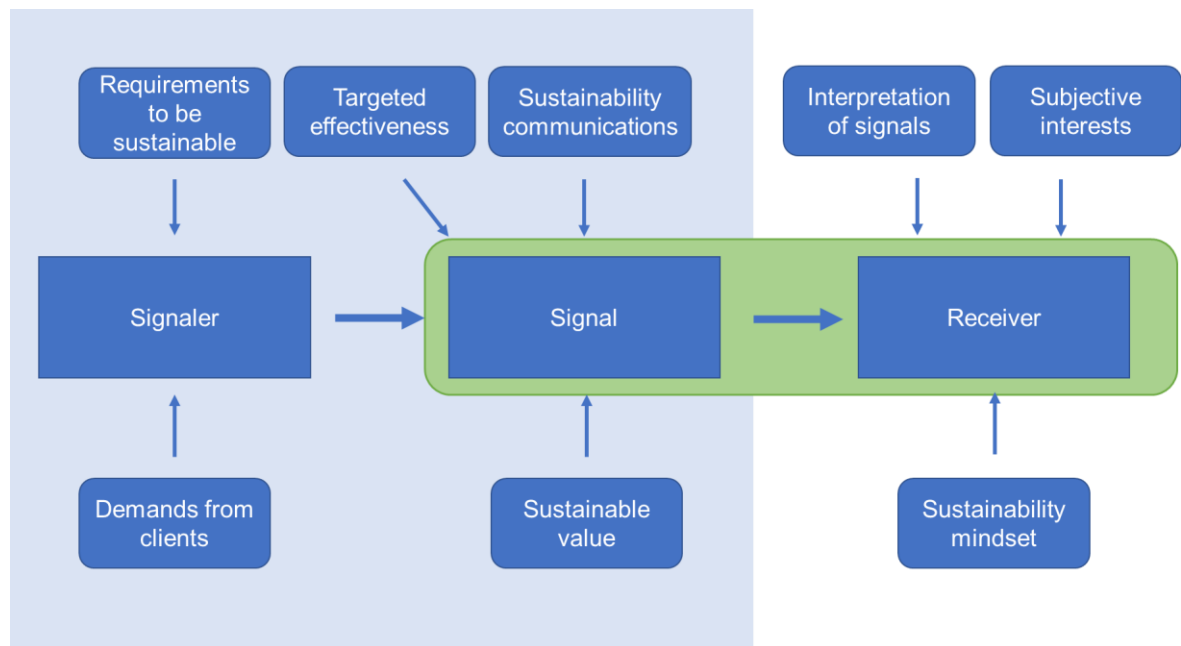 Requirements
to be
sustainable
Targeted
effectiveness
Sustainability
communications
Interpretation
of signals
Subjective
interests
Signaler
Signal
Receiver
Demands from
clients
Sustainable
value
Sustainability
mindset